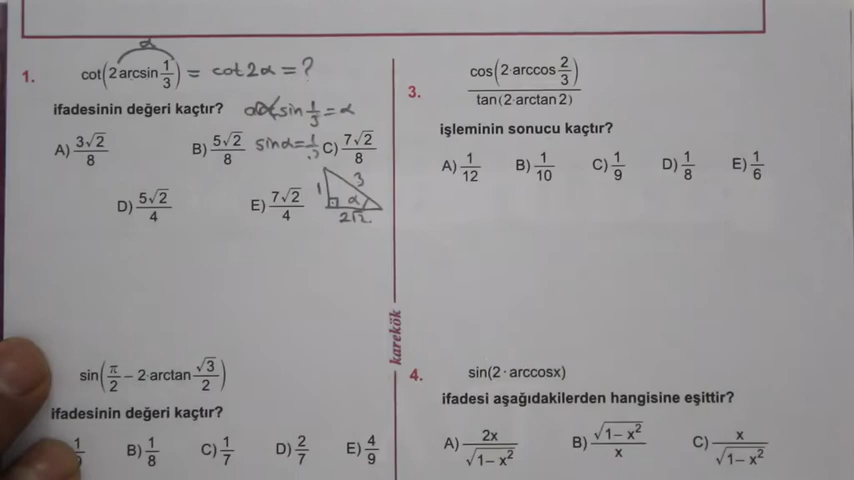 α
1. cot(2 arcsin 1/3) = cot2α = ?
ifadesinin değeri kaçtır?
arcsin 1/3 = α
sinα = 1/3
A) 3√2/8 B) 5√2/8 C) 7√2/8
D) 5√2/4 E) 7√2/4
1 3 α 2√2
sin(π/2 − 2·arctan √3/2)
ifadesinin değeri kaçtır?
B) 1/8 C) 1/7 D) 2/7 E) 4/9
karekök
3. cos(2·arccos 2/3) / tan(2·arctan2)
işleminin sonucu kaçtır?
A) 1/12 B) 1/10 C) 1/9 D) 1/8 E) 1/6
4. sin(2·arccosx)
ifadesi aşağıdakilerden hangisine eşittir?
A) 2x/√1−x² B) √1−x²/x C) x/√1−x²